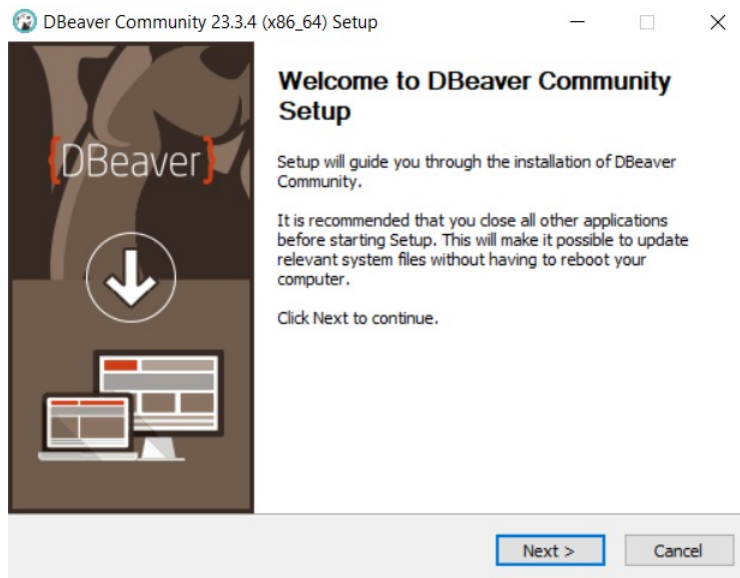 DBeaver Community 23.3.4 (x86_64) Setup
Welcome to DBeaver Community
Setup
{DBeaver}
Setup will guide you through the installation of DBeaver
Community.
It is recommended that you close all other applications
before starting Setup. This will make it possible to update
relevant system files without having to reboot your
computer.
Click Next to continue.
Next >
Cancel